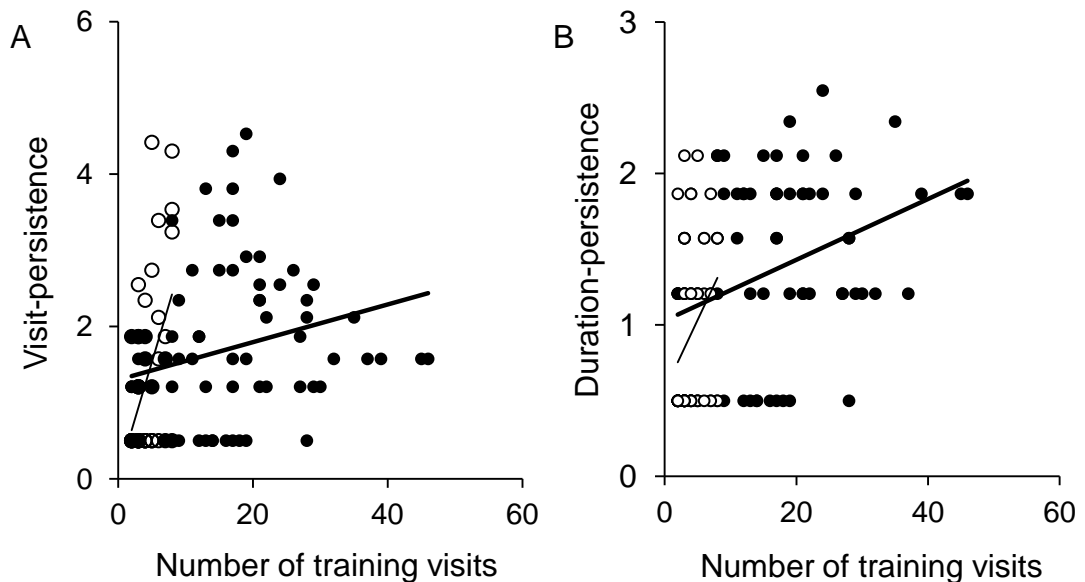 A
Visit-persistence
6
4
2
0
0 20 40 60
Number of training visits
B
Duration-persistence
3
2
1
0
0 20 40 60
Number of training visits